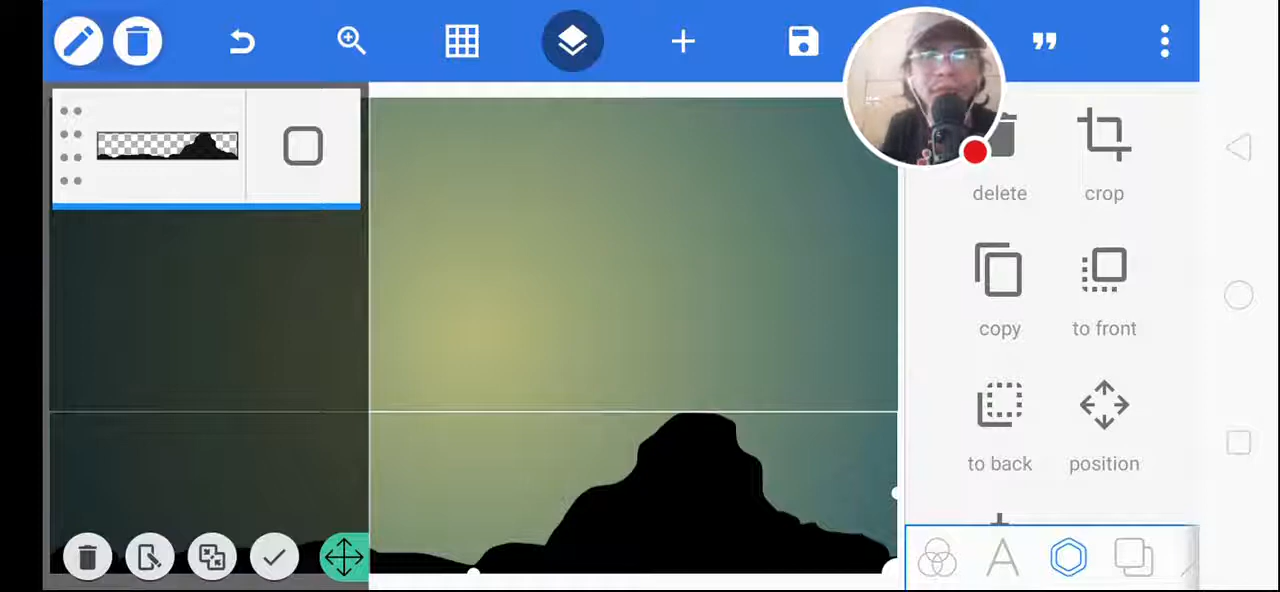 delete
crop
copy
to front
to back
position